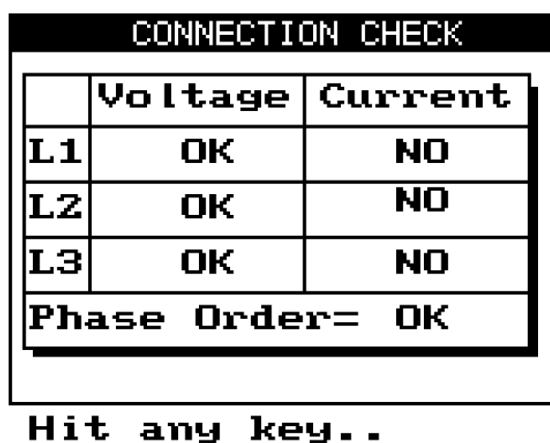 CONNECTION CHECK
Voltage Current
L1 OK NO
L2 OK NO
L3 OK NO
Phase Order= OK
Hit any key..